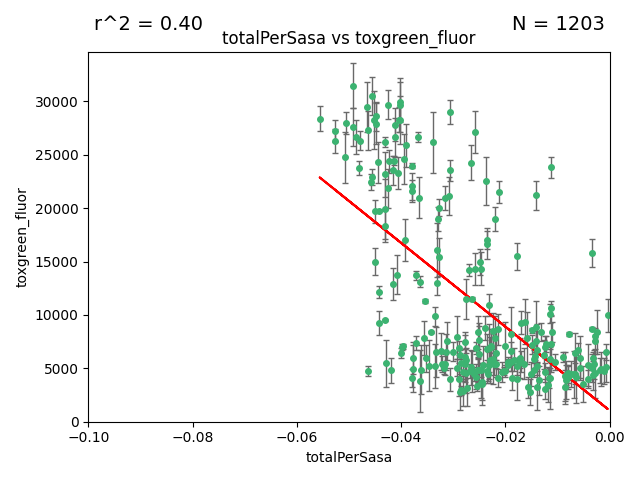 r^2 = 0.40
N = 1203
totalPerSasa vs toxgreen_fluor
toxgreen_fluor
30000
25000
20000
15000
10000
5000
0
−0.10
−0.08
−0.06
−0.04
−0.02
0.00
totalPerSasa